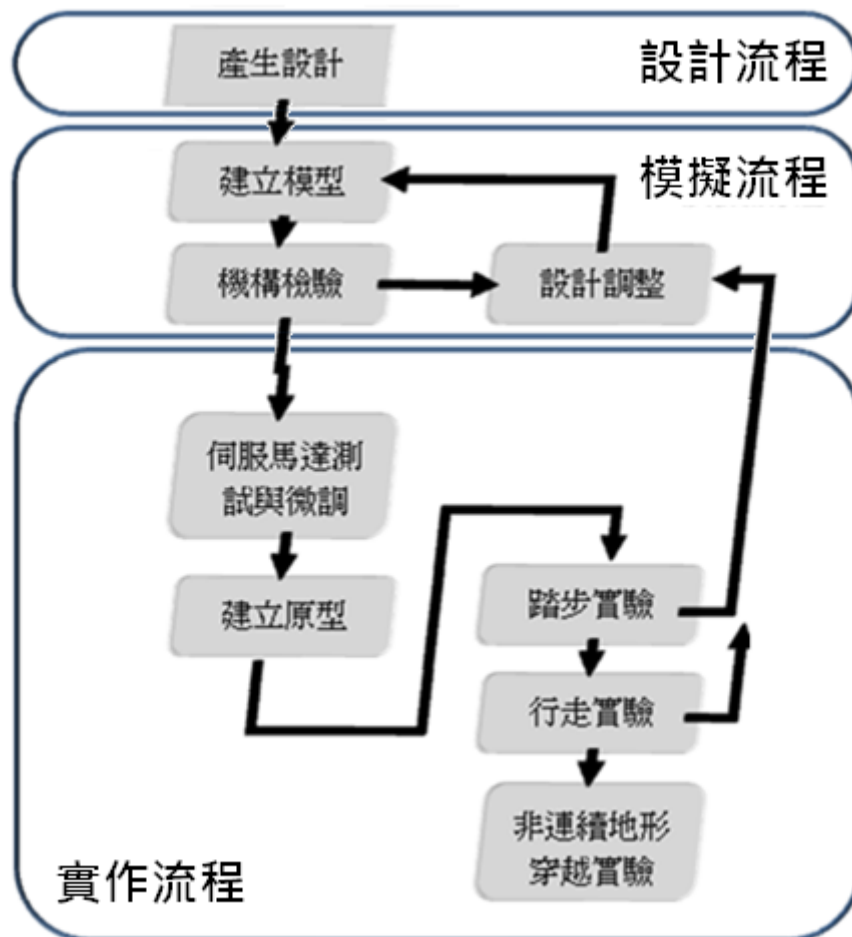 產生設計
設計流程
建立模型
模擬流程
機構檢驗
設計調整
伺服馬達測
試與微調
建立原型
踏步實驗
行走實驗
非連續地形
穿越實驗
實作流程